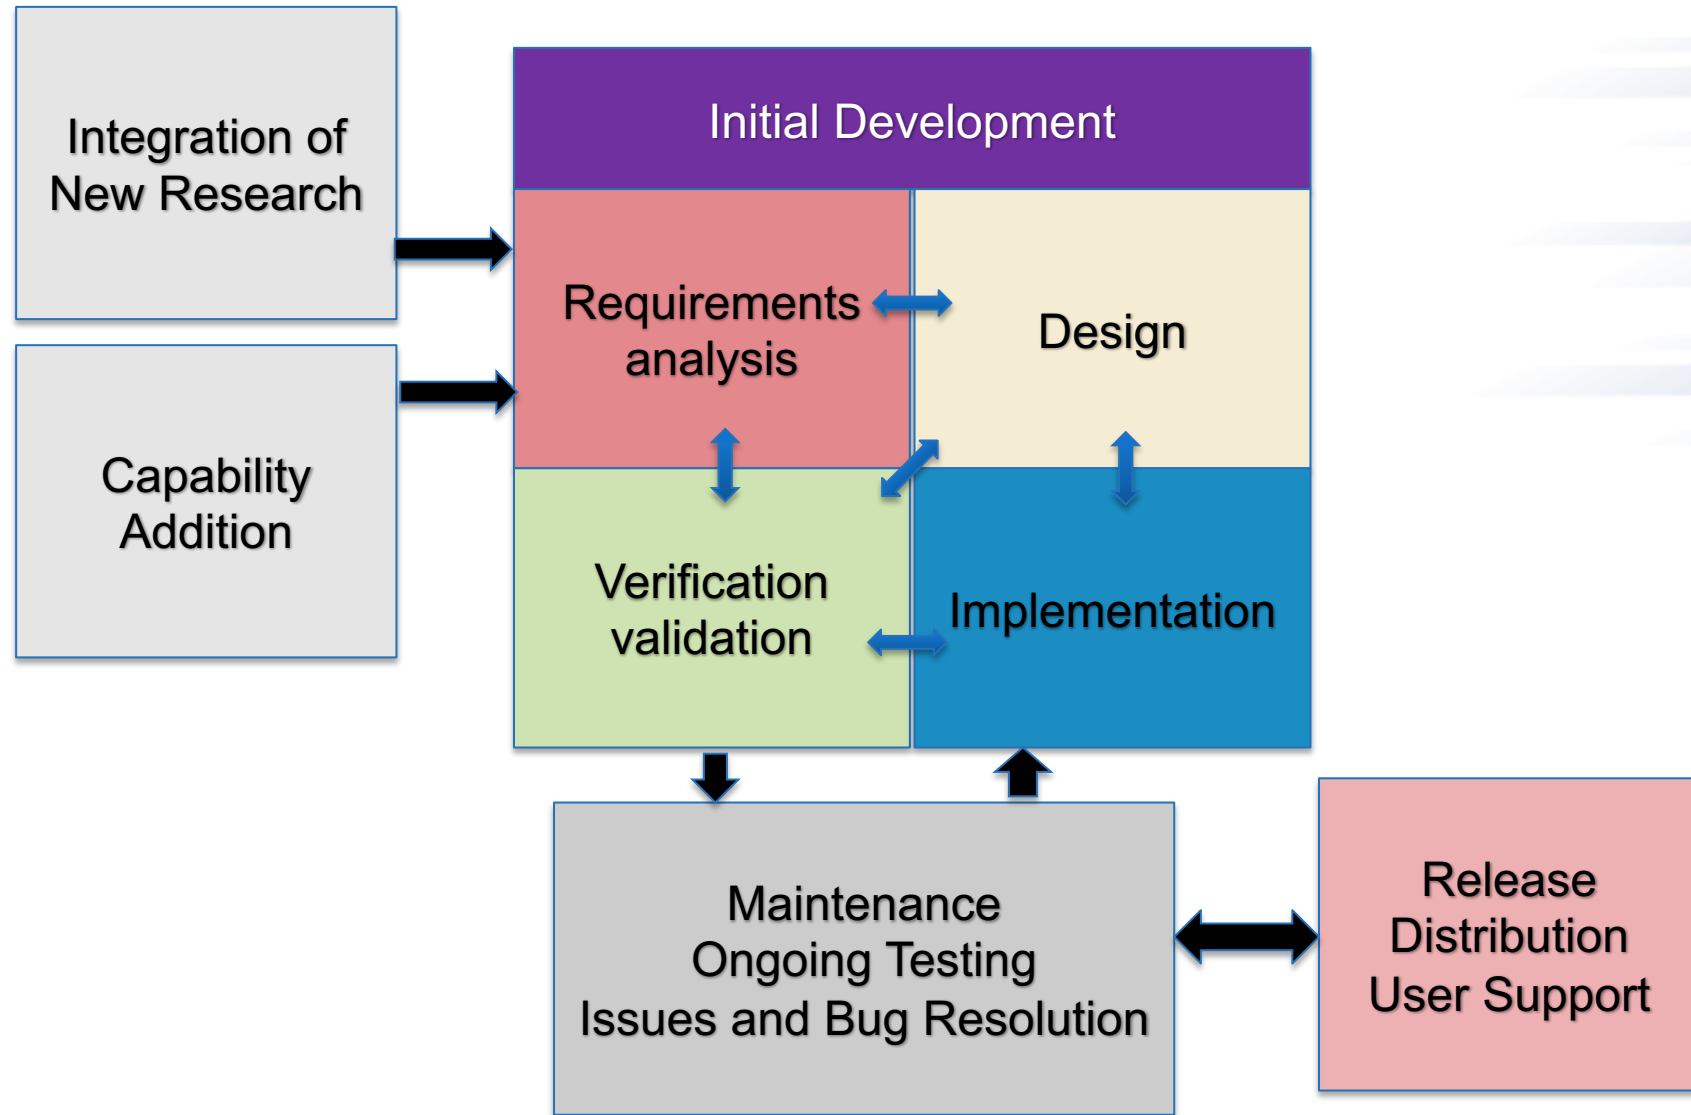 Integration of
New Research
Initial Development
Requirements
analysis
Design
Capability
Addition
Verification
validation
Implementation
Maintenance
Ongoing Testing
Issues and Bug Resolution
Release
Distribution
User Support